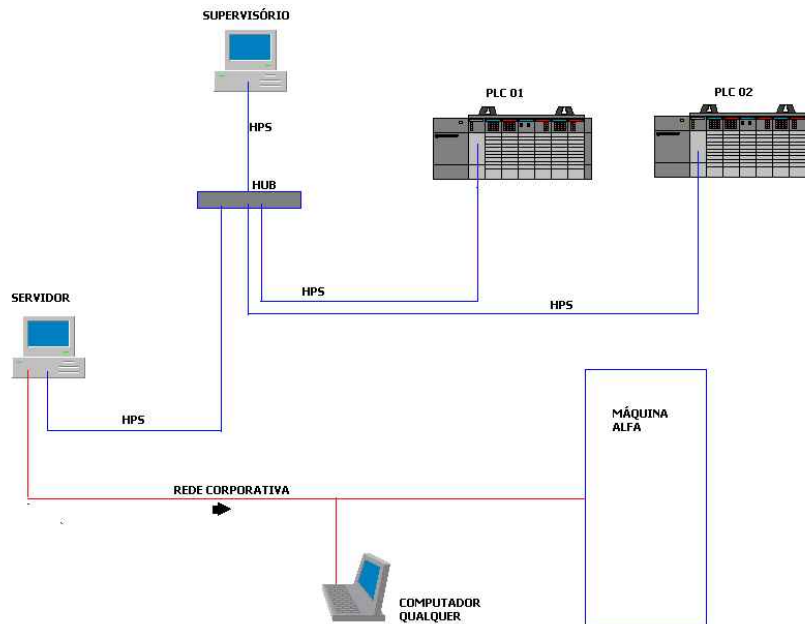 SUPERVISÓRIO
PLC 01
PLC 02
HPS
HUB
HPS
HPS
SERVIDOR
HPS
MÁQUINA
ALFA
REDE CORPORATIVA
COMPUTADOR
QUALQUER